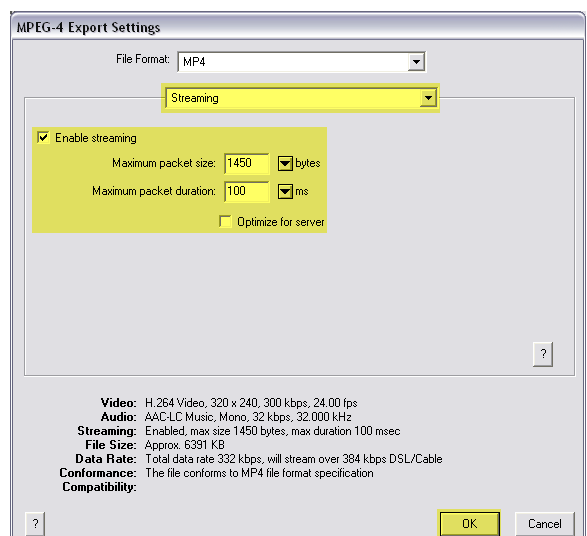 MPEG-4 Export Settings
File Format: MP4
Streaming
Enable streaming
Maximum packet size: 1450 bytes
Maximum packet duration: 100 ms
Optimize for server
?
Video: H.264 Video, 320 x 240, 300 kbps, 24.00 fps
Audio: AAC-LC Music, Mono, 32 kbps, 32.000 kHz
Streaming: Enabled, max size 1450 bytes, max duration 100 msec
File Size: Approx. 6391 KB
Data Rate: Total data rate 332 kbps, will stream over 384 kbps DSL/Cable
Conformance: The file conforms to MP4 file format specification
Compatibility:
? OK Cancel